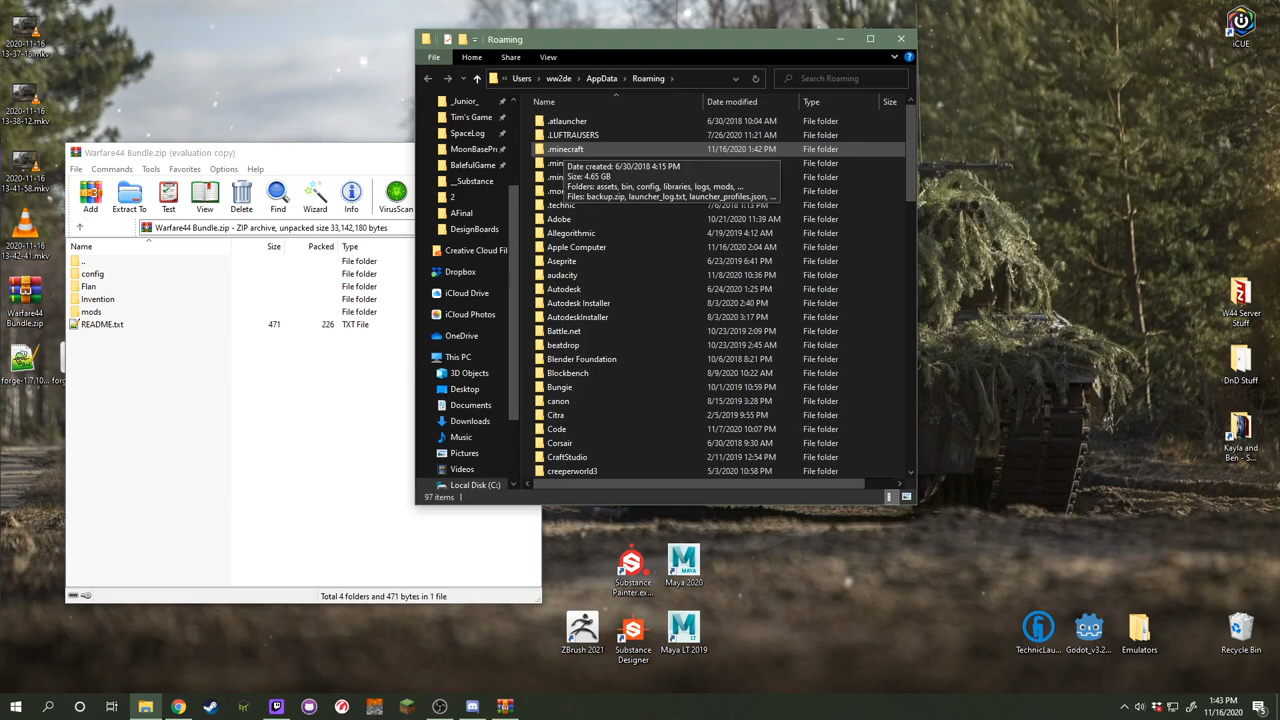 2020-11-16
13-37-18.mkv
2020-11-16
13-38-12.mkv
2020-11-16
13-41-58.mkv
2020-11-16
13-42-41.mkv
Warfare44
Bundle.zip
forge-1.7.10...
Warfare44 Bundle.zip (evaluation copy)
File Commands Tools Favorites Options Help
Add Extract To Test View Delete Find Wizard Info VirusScan
Warfare44 Bundle.zip - ZIP archive, unpacked size 33,142,180 bytes
Name Size Packed Type
.. File folder
config File folder
Flan File folder
Invention File folder
mods File folder
README.txt 471 226 TXT File
Total 4 folders and 471 bytes in 1 file
Roaming
File Home Share View
« Users › ww2de › AppData › Roaming ›
Search Roaming
_Junior_
Tim's Game
SpaceLog
MoonBasePr
BalefulGame
__Substance
2
AFinal
DesignBoards
Creative Cloud Fil
Dropbox
iCloud Drive
iCloud Photos
OneDrive
This PC
3D Objects
Desktop
Documents
Downloads
Music
Pictures
Videos
Local Disk (C:)
Name Date modified Type Size
.atlauncher 6/30/2018 10:04 AM File folder
.LUFTRAUSERS 7/26/2020 11:21 AM File folder
.minecraft 11/16/2020 1:42 PM File folder
File folder
File folder
File folder
.technic 7/6/2018 1:13 PM File folder
Date created: 6/30/2018 4:15 PM
Size: 4.65 GB
Folders: assets, bin, config, libraries, logs, mods, ...
Files: backup.zip, launcher_log.txt, launcher_profiles.json, ...
Adobe 10/21/2020 11:39 AM File folder
Allegorithmic 4/19/2019 4:12 AM File folder
Apple Computer 11/16/2020 2:04 AM File folder
Aseprite 6/23/2019 6:41 PM File folder
audacity 11/8/2020 10:36 PM File folder
Autodesk 6/24/2020 1:25 PM File folder
Autodesk Installer 8/3/2020 2:40 PM File folder
AutodeskInstaller 8/3/2020 3:17 PM File folder
Battle.net 10/23/2019 2:09 PM File folder
beatdrop 10/23/2019 2:45 AM File folder
Blender Foundation 10/6/2018 8:21 PM File folder
Blockbench 8/9/2020 10:22 AM File folder
Bungie 10/1/2019 10:59 PM File folder
canon 8/15/2019 3:28 PM File folder
Citra 2/5/2019 9:55 PM File folder
Code 11/7/2020 10:07 PM File folder
Corsair 6/30/2018 9:30 AM File folder
CraftStudio 2/11/2019 12:54 PM File folder
creeperworld3 5/3/2020 10:58 PM File folder
97 items
iCUE
W44 Server
Stuff
DnD Stuff
Kayla and
Ben - S...
Substance
Painter.ex...
Maya 2020
ZBrush 2021
Substance
Designer
Maya LT 2019
TechnicLau...
Godot_v3.2...
Emulators
Recycle Bin
1:43 PM
11/16/2020
5